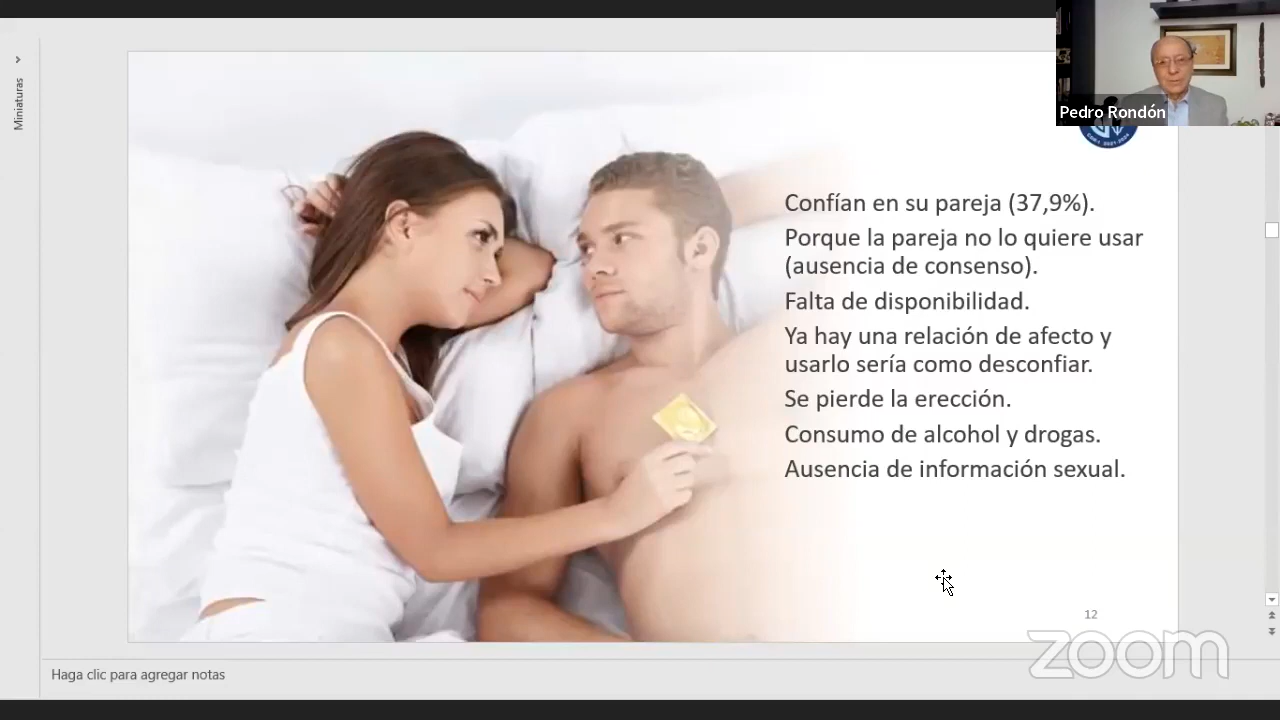 Miniaturas
Pedro Rondón
Confían en su pareja (37,9%).
Porque la pareja no lo quiere usar
(ausencia de consenso).
Falta de disponibilidad.
Ya hay una relación de afecto y
usarlo sería como desconfiar.
Se pierde la erección.
Consumo de alcohol y drogas.
Ausencia de información sexual.
12
zoom
Haga clic para agregar notas